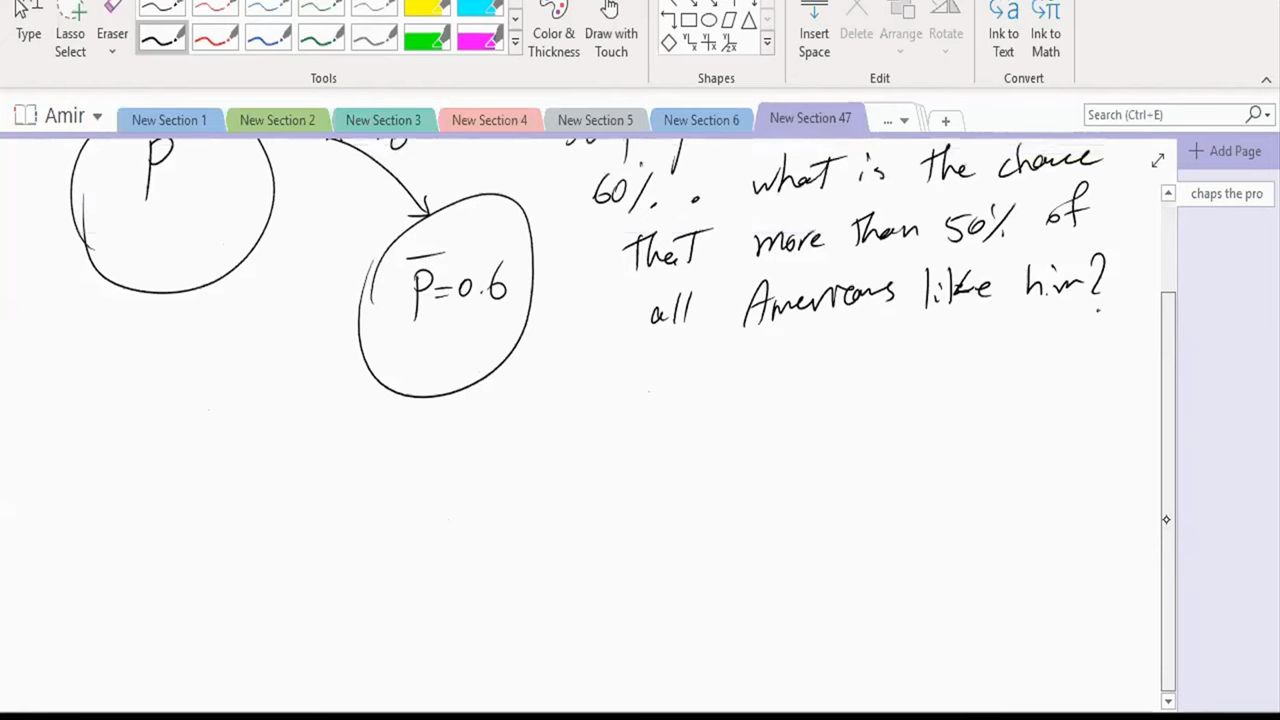 Type
Lasso Select
Eraser
Color & Thickness
Draw with Touch
Insert Space
Delete
Arrange
Rotate
Ink to Text
Ink to Math
Tools
Shapes
Edit
Convert
Amir
New Section 1
New Section 2
New Section 3
New Section 4
New Section 5
New Section 6
New Section 47
...
Search (Ctrl+E)
Add Page
chaps the pro
P
60%. what is the chance
that more than 50% of
all Americans like him?
P̅=0.6